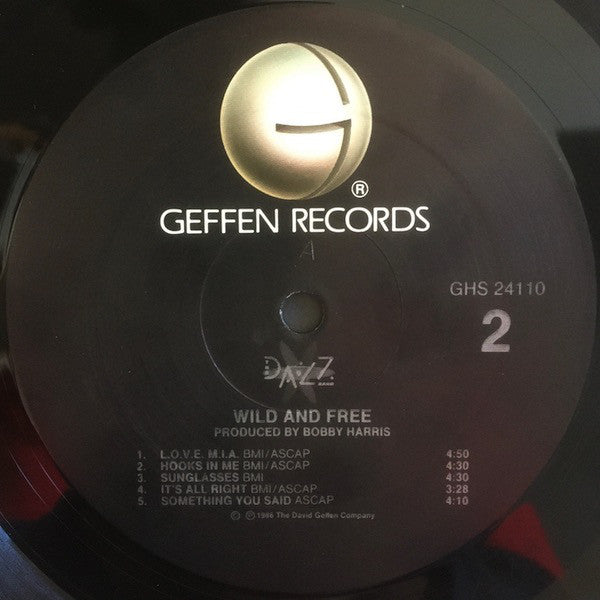 ®
GEFFEN RECORDS
A
GHS 24110
2
DAZZ
BAND
WILD AND FREE
PRODUCED BY BOBBY HARRIS
1. L.O.V.E. M.I.A. BMI/ASCAP 4:50
2. HOOKS IN ME BMI/ASCAP 4:30
3. SUNGLASSES BMI 4:30
4. IT'S ALL RIGHT BMI/ASCAP 3:28
5. SOMETHING YOU SAID ASCAP 4:10
© ℗ 1986 The David Geffen Company